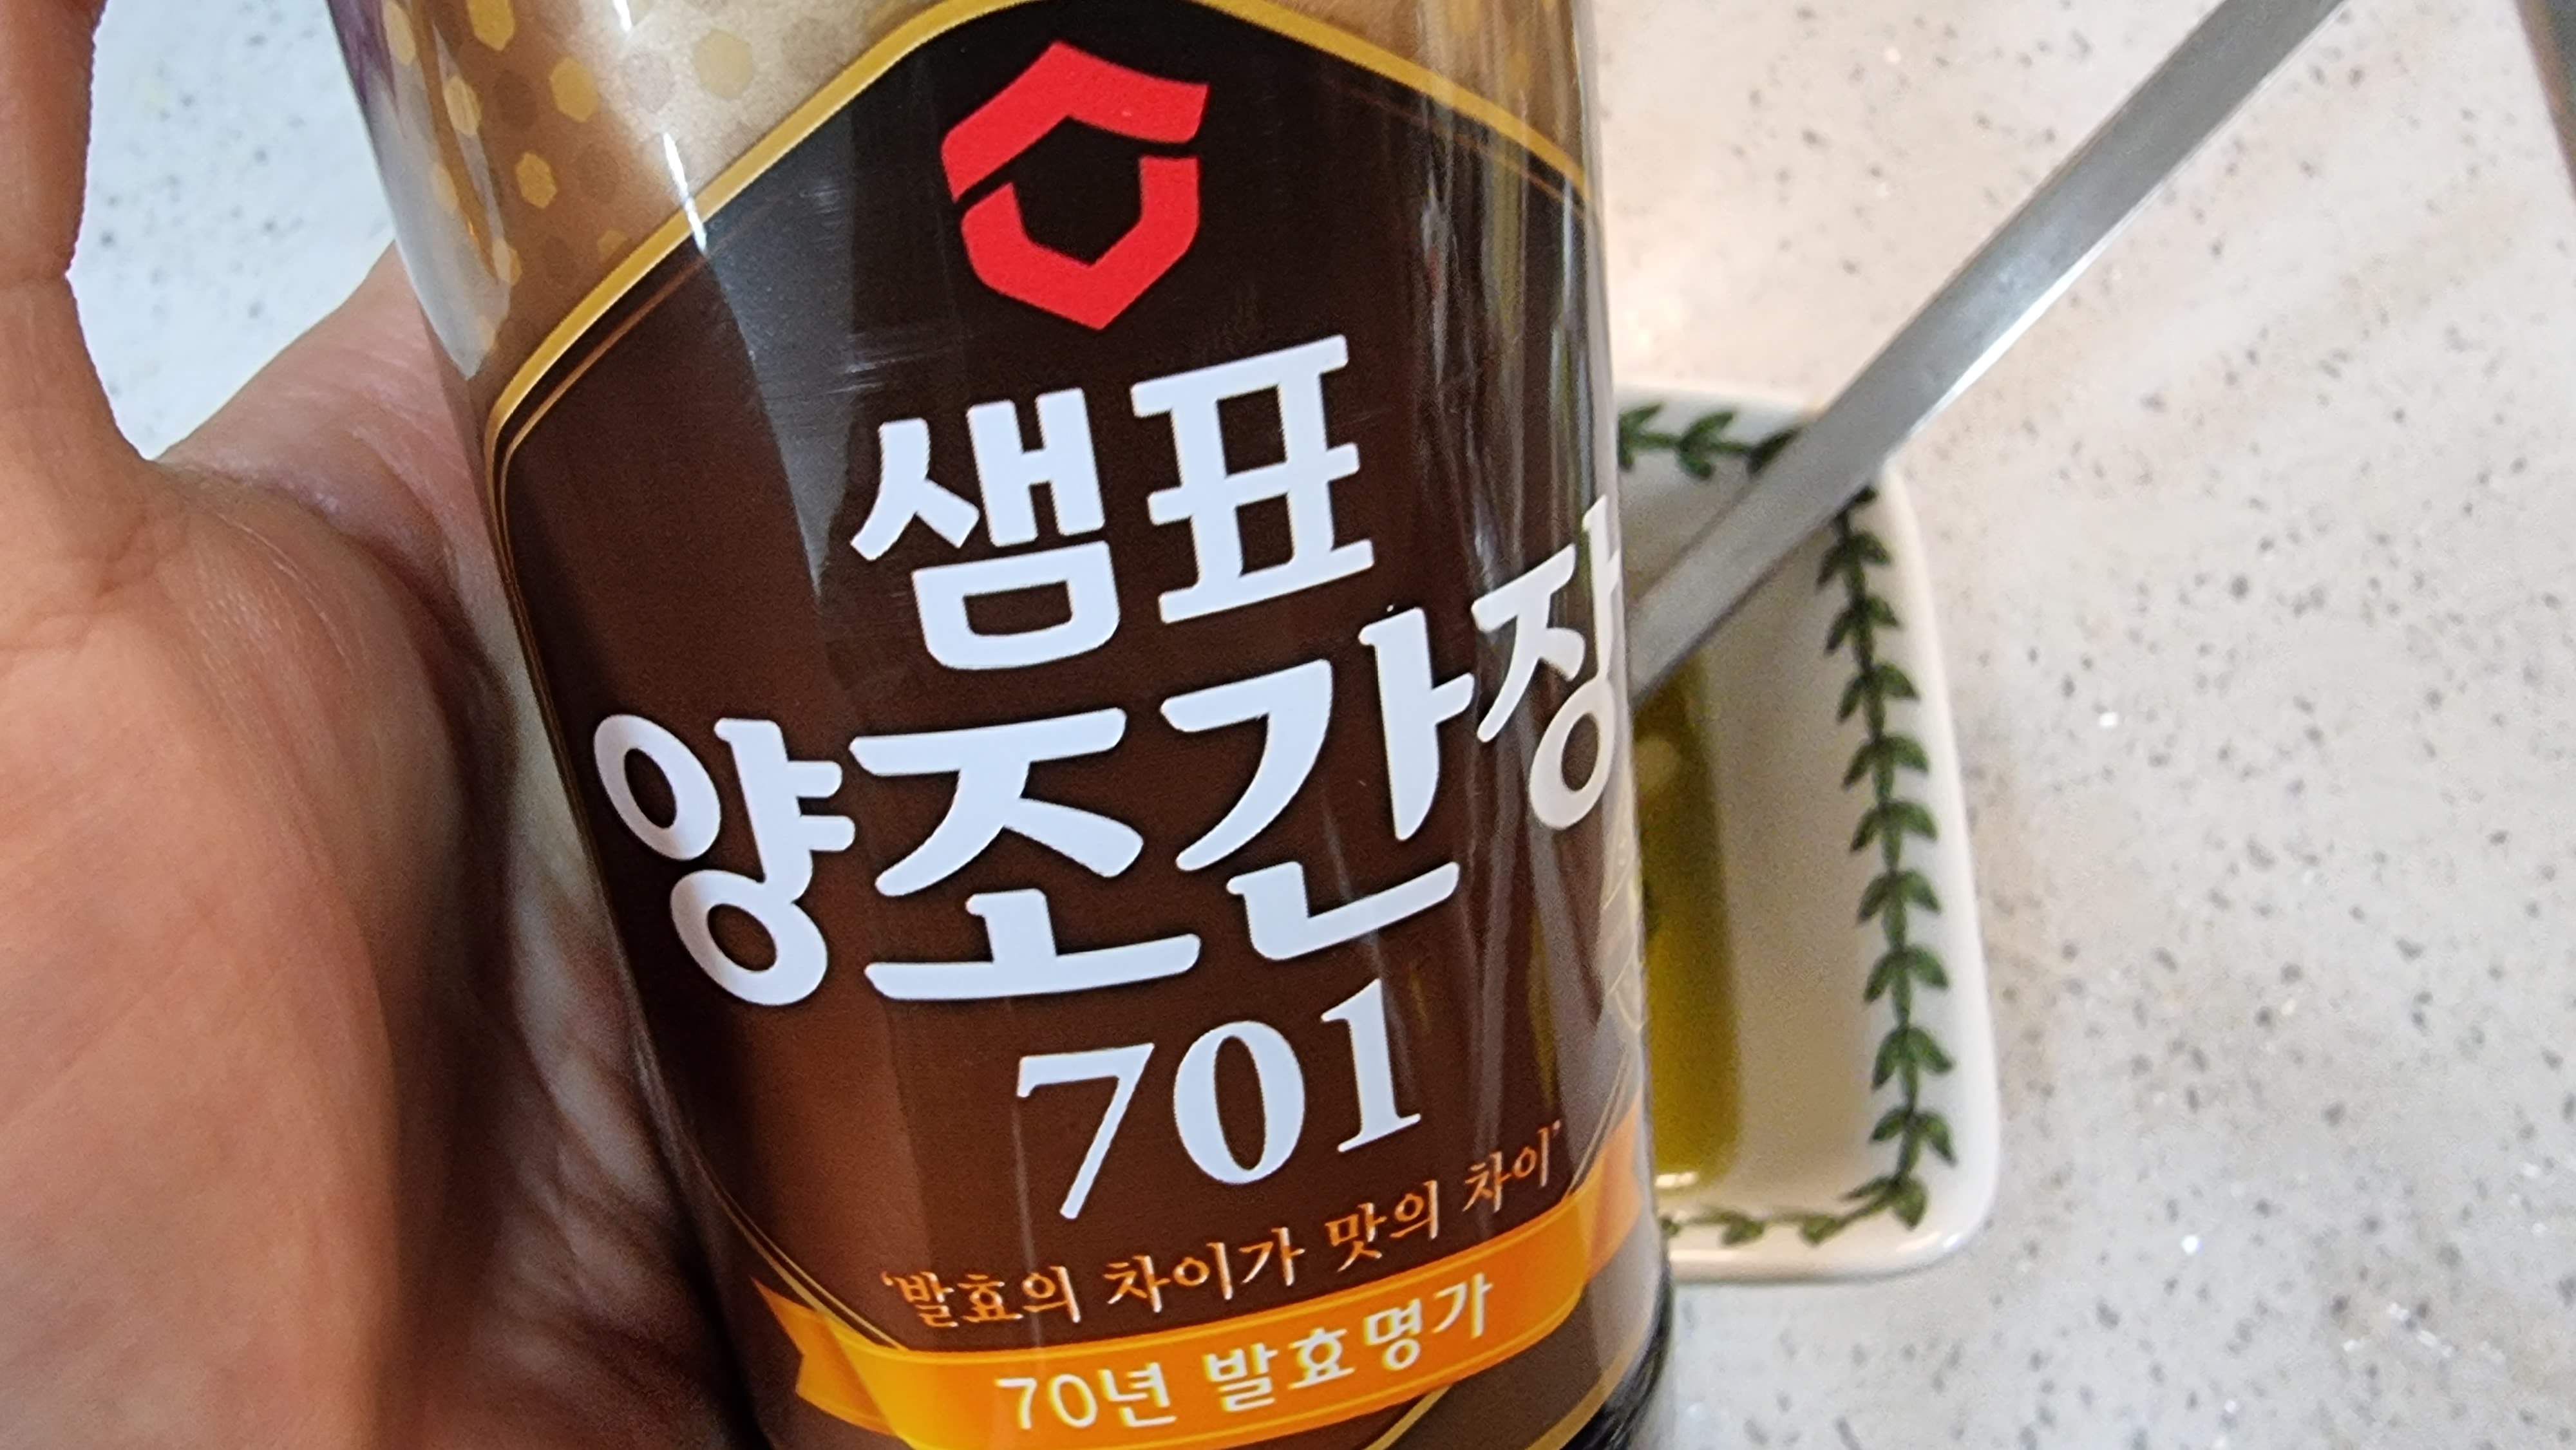 샘표
양조간장
701
'발효의 차이가 맛의 차이'
70년 발효명가